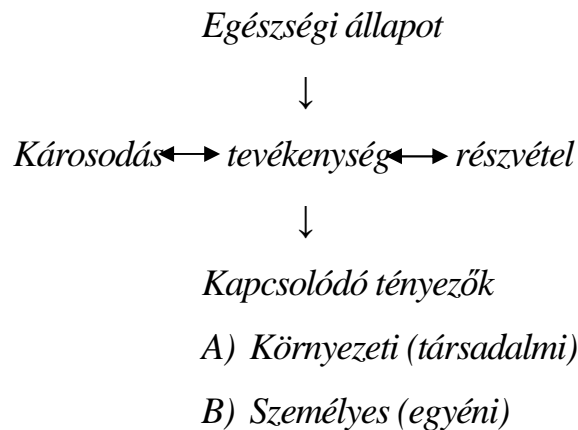 Egészségi állapot
↓
Károsodás ↔ tevékenység ↔ részvétel
↓
Kapcsolódó tényezők
A) Környezeti (társadalmi)
B) Személyes (egyéni)